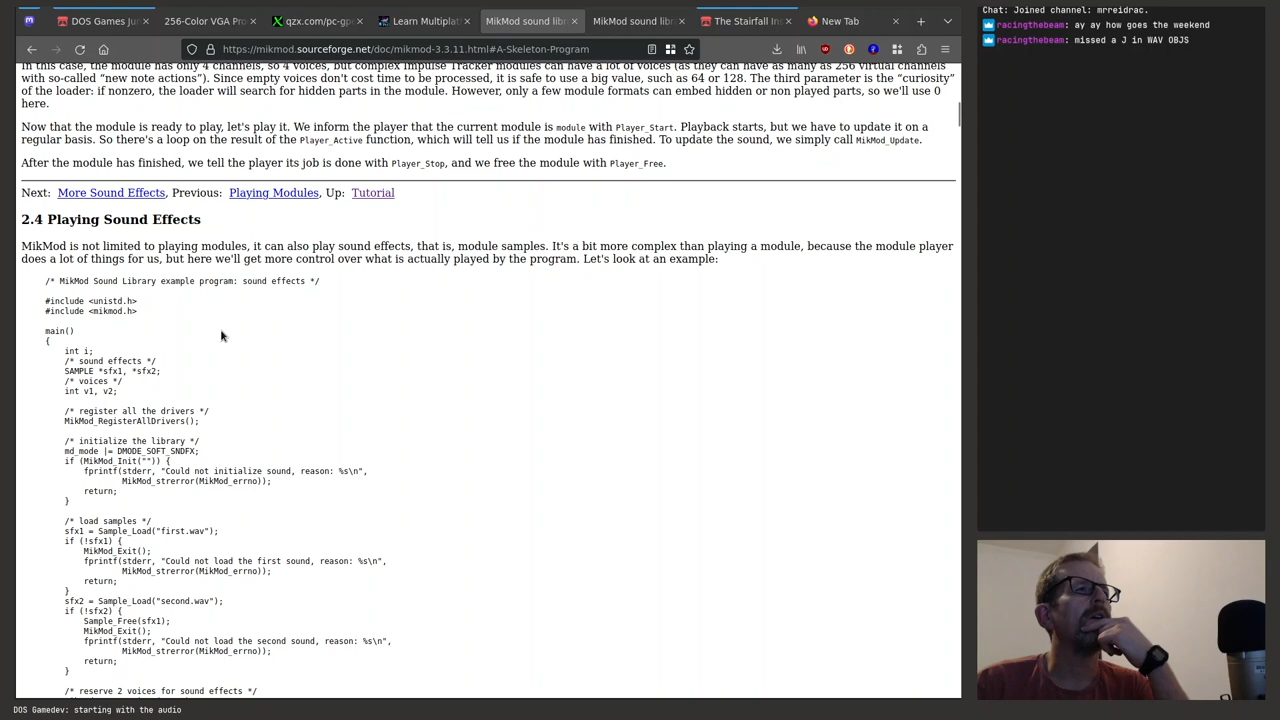 DOS Games Jum
256-Color VGA Pro
qzx.com/pc-gp
Learn Multiplat
MikMod sound libr
MikMod sound libr
The Stairfall Ins
New Tab
https://mikmod.sourceforge.net/doc/mikmod-3.3.11.html#A-Skeleton-Program
In this case, the module has only 4 channels, so 4 voices, but complex Impulse Tracker modules can have a lot of voices (as they can have as many as 256 virtual channels
with so-called “new note actions”). Since empty voices don't cost time to be processed, it is safe to use a big value, such as 64 or 128. The third parameter is the “curiosity”
of the loader: if nonzero, the loader will search for hidden parts in the module. However, only a few module formats can embed hidden or non played parts, so we'll use 0
here.
Now that the module is ready to play, let's play it. We inform the player that the current module is module with Player_Start. Playback starts, but we have to update it on a
regular basis. So there's a loop on the result of the Player_Active function, which will tell us if the module has finished. To update the sound, we simply call MikMod_Update.
After the module has finished, we tell the player its job is done with Player_Stop, and we free the module with Player_Free.
Next: More Sound Effects, Previous: Playing Modules, Up: Tutorial
2.4 Playing Sound Effects
MikMod is not limited to playing modules, it can also play sound effects, that is, module samples. It's a bit more complex than playing a module, because the module player
does a lot of things for us, but here we'll get more control over what is actually played by the program. Let's look at an example:
/* MikMod Sound Library example program: sound effects */
#include <unistd.h>
#include <mikmod.h>
main()
{
int i;
/* sound effects */
SAMPLE *sfx1, *sfx2;
/* voices */
int v1, v2;
/* register all the drivers */
MikMod_RegisterAllDrivers();
/* initialize the library */
md_mode |= DMODE_SOFT_SNDFX;
if (MikMod_Init("")) {
fprintf(stderr, "Could not initialize sound, reason: %s\n",
MikMod_strerror(MikMod_errno));
return;
}
/* load samples */
sfx1 = Sample_Load("first.wav");
if (!sfx1) {
MikMod_Exit();
fprintf(stderr, "Could not load the first sound, reason: %s\n",
MikMod_strerror(MikMod_errno));
return;
}
sfx2 = Sample_Load("second.wav");
if (!sfx2) {
Sample_Free(sfx1);
MikMod_Exit();
fprintf(stderr, "Could not load the second sound, reason: %s\n",
MikMod_strerror(MikMod_errno));
return;
}
/* reserve 2 voices for sound effects */
Chat: Joined channel: mrreidrac.
racingthebeam: ay ay how goes the weekend
racingthebeam: missed a J in WAV OBJS
DOS Gamedev: starting with the audio